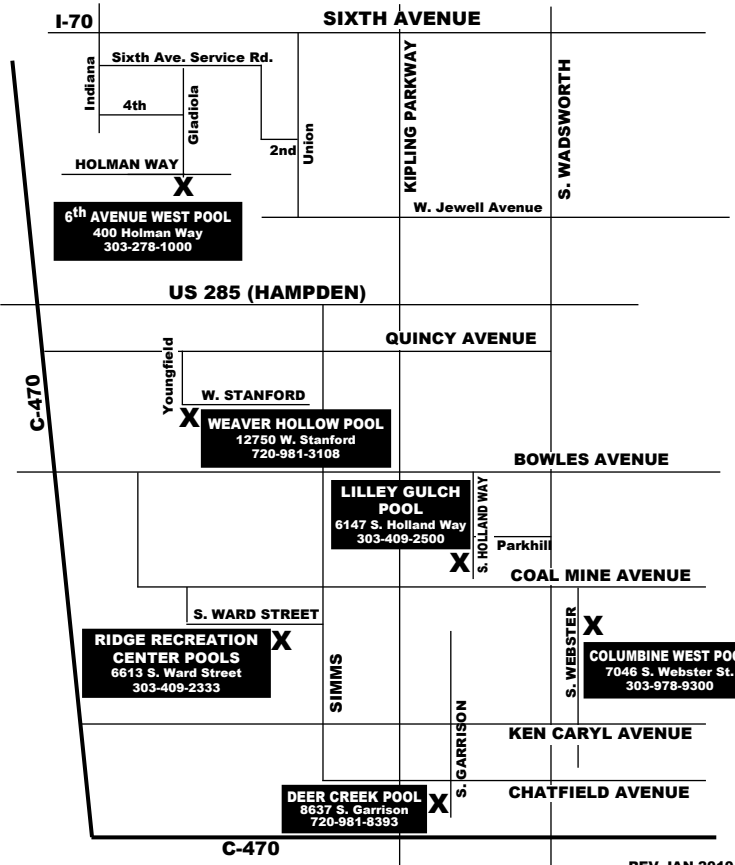 I-70
SIXTH AVENUE
Sixth Ave. Service Rd.
Indiana
4th
Gladiola
2nd
Union
KIPLING PARKWAY
S. WADSWORTH
HOLMAN WAY
X
6th AVENUE WEST POOL
400 Holman Way
303-278-1000
W. Jewell Avenue
US 285 (HAMPDEN)
QUINCY AVENUE
C-470
Youngfield
W. STANFORD
X
WEAVER HOLLOW POOL
12750 W. Stanford
720-981-3108
BOWLES AVENUE
LILLEY GULCH
POOL
6147 S. Holland Way
303-409-2500
X
S. HOLLAND WAY
Parkhill
COAL MINE AVENUE
S. WARD STREET
X
RIDGE RECREATION
CENTER POOLS
6613 S. Ward Street
303-409-2333
SIMMS
S. WEBSTER
X
COLUMBINE WEST
7046 S. Webster St.
303-978-9300
KEN CARYL AVENUE
S. GARRISON
CHATFIELD AVENUE
DEER CREEK POOL
8637 S. Garrison
720-981-8393
X
C-470